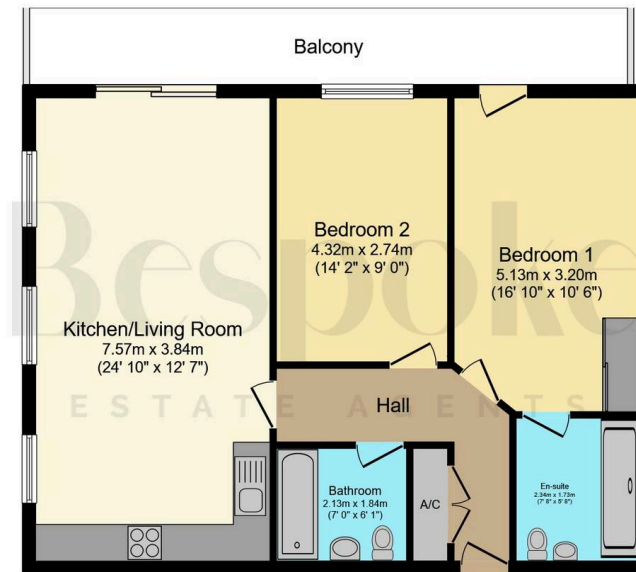 Balcony
Bedroom 2
4.32m x 2.74m
(14' 2" x 9' 0")
Bedroom 1
5.13m x 3.20m
(16' 10" x 10' 6")
Bespoke
Kitchen/Living Room
7.57m x 3.84m
(24' 10" x 12' 7")
ESTATE AGENTS
Hall
Bathroom
2.13m x 1.84m
(7' 0" x 6' 1")
A/C
En-suite
2.34m x 1.73m
(7' 8" x 5' 8")